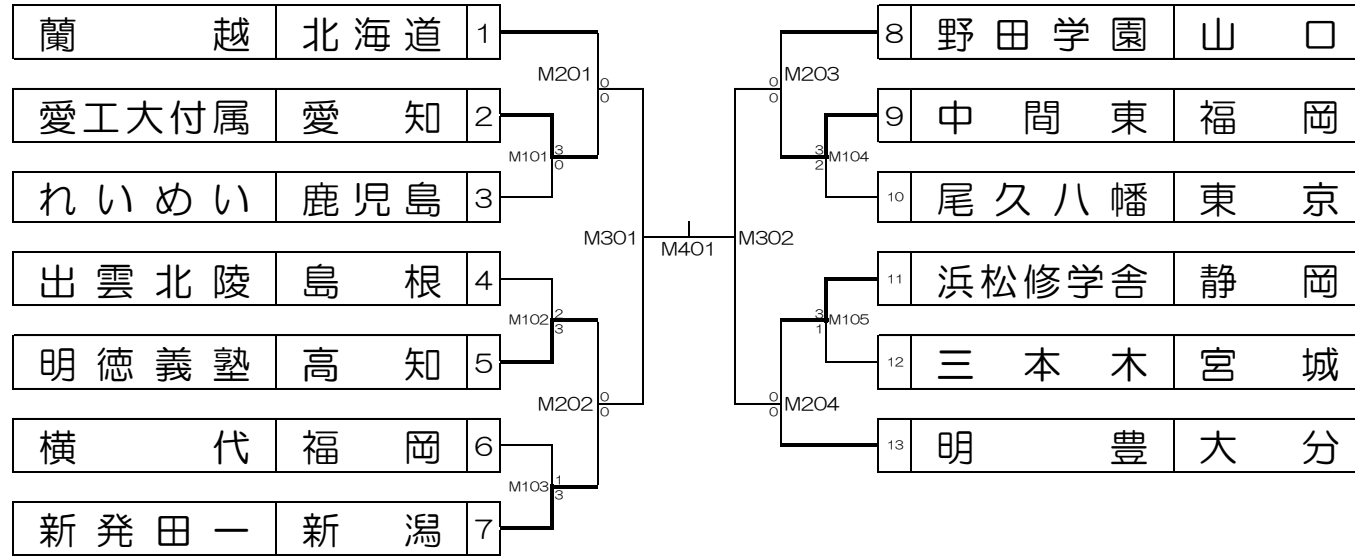 蘭越 北海道 1
M201
0
0
愛工大付属 愛知 2
M101
3
0
れいめい 鹿児島 3
M301
出雲北陵 島根 4
M102
2
3
明徳義塾 高知 5
M202
0
0
横代 福岡 6
M103
1
3
新発田一 新潟 7
M401
8 野田学園 山口
0
0
M203
9 中間東 福岡
3
2
M104
10 尾久八幡 東京
M302
11 浜松修学舎 静岡
3
1
M105
12 三本木 宮城
0
0
M204
13 明豊 大分